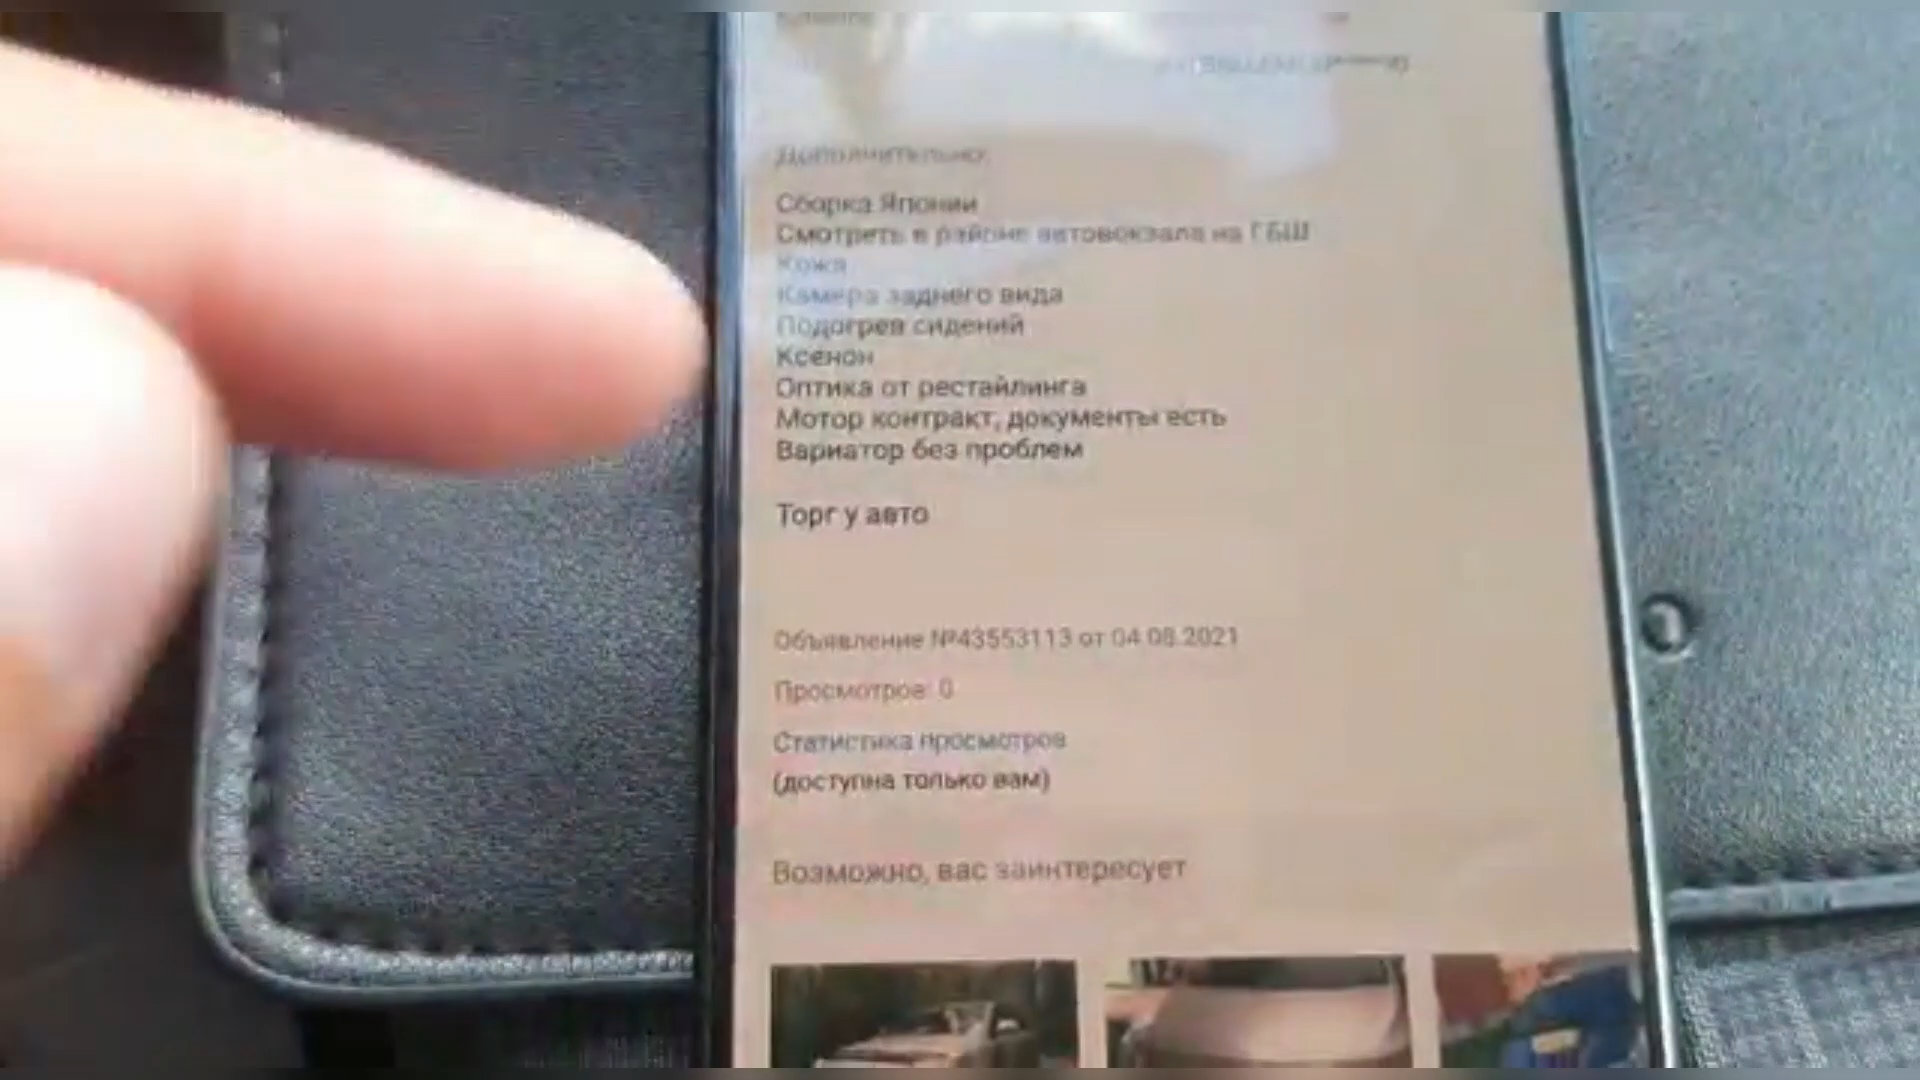 Дополнительно:
Сборка Японии
Смотреть в районе автовокзала на ГБШ
Кожа
Камера заднего вида
Подогрев сидений
Ксенон
Оптика от рестайлинга
Мотор контракт, документы есть
Вариатор без проблем
Торг у авто
Объявление №43553113 от 04.08.2021
Просмотров: 0
Статистика просмотров
(доступна только вам)
Возможно, вас заинтересует